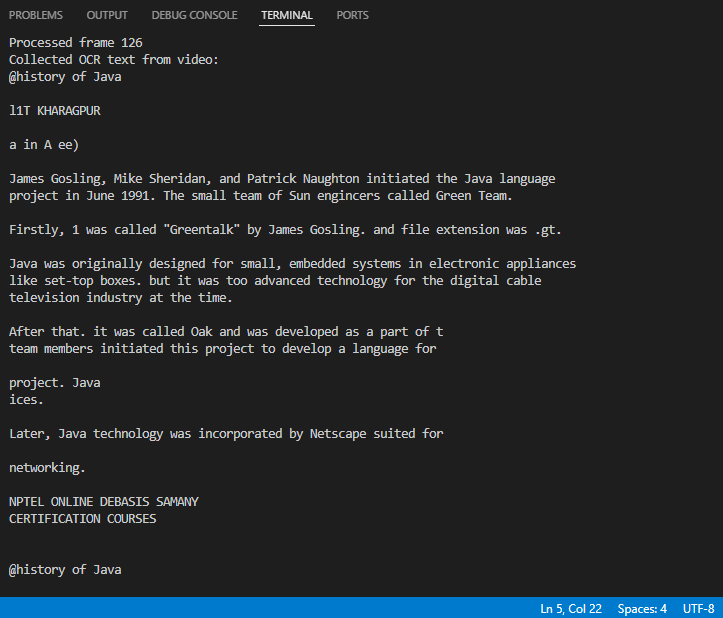 PROBLEMS OUTPUT DEBUG CONSOLE TERMINAL PORTS
Processed frame 126
Collected OCR text from video:
@history of Java
l1T KHARAGPUR
a in A ee)
James Gosling, Mike Sheridan, and Patrick Naughton initiated the Java language
project in June 1991. The small team of Sun engincers called Green Team.
Firstly, 1 was called "Greentalk" by James Gosling. and file extension was .gt.
Java was originally designed for small, embedded systems in electronic appliances
like set-top boxes. but it was too advanced technology for the digital cable
television industry at the time.
After that. it was called Oak and was developed as a part of t
team members initiated this project to develop a language for
project. Java
ices.
Later, Java technology was incorporated by Netscape suited for
networking.
NPTEL ONLINE DEBASIS SAMANY
CERTIFICATION COURSES
@history of Java
Ln 5, Col 22 Spaces: 4 UTF-8